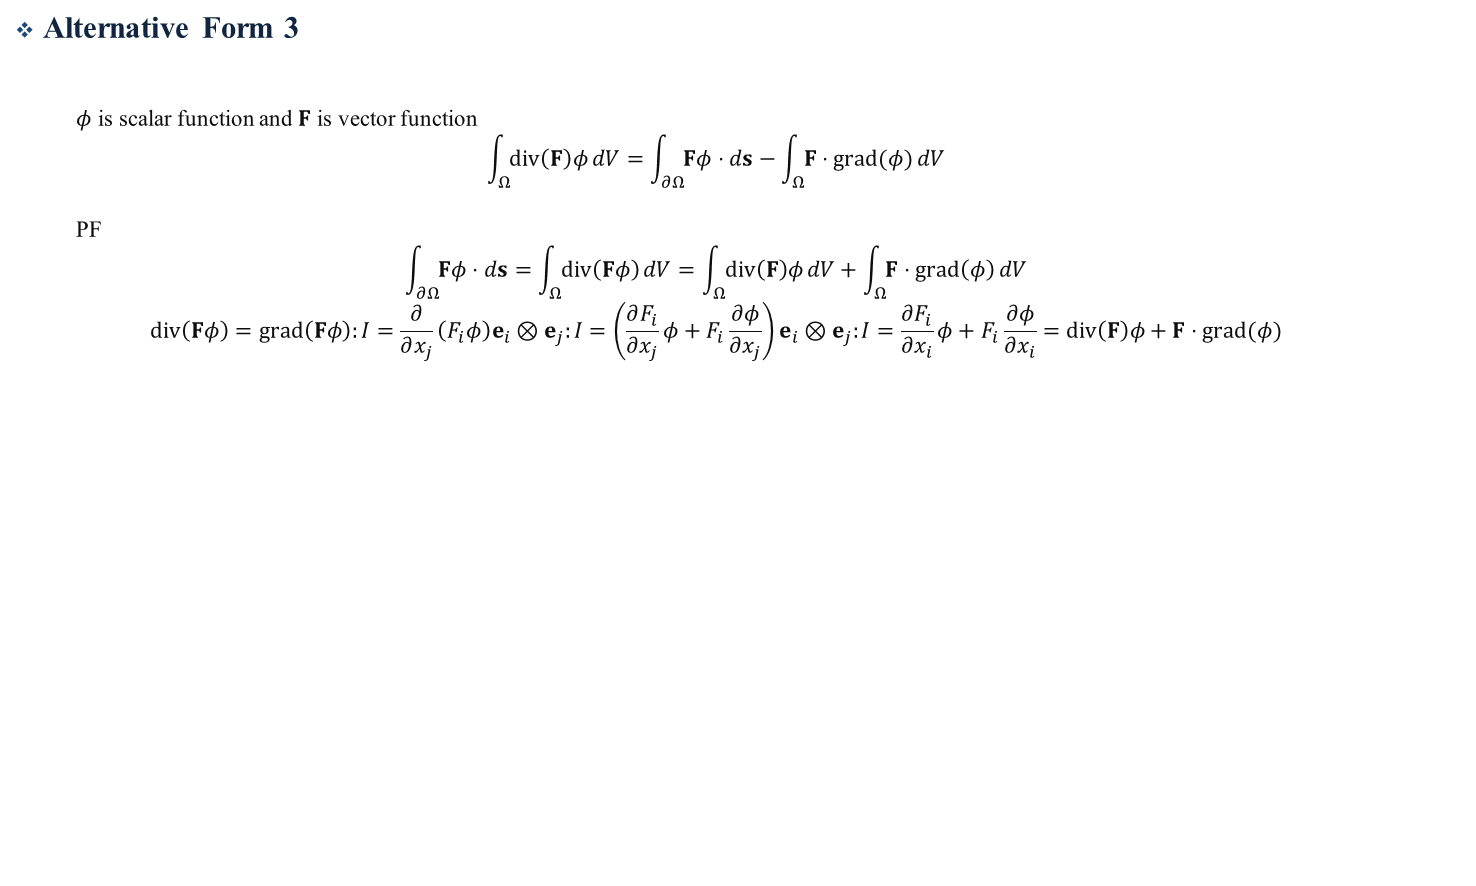 ❖ Alternative Form 3
𝜙 is scalar function and 𝐅 is vector function
∫_Ω div(𝐅)𝜙 𝑑𝑉 = ∫_∂Ω 𝐅𝜙 · 𝑑𝐬 − ∫_Ω 𝐅 · grad(𝜙) 𝑑𝑉
PF
∫_∂Ω 𝐅𝜙 · 𝑑𝐬 = ∫_Ω div(𝐅𝜙) 𝑑𝑉 = ∫_Ω div(𝐅)𝜙 𝑑𝑉 + ∫_Ω 𝐅 · grad(𝜙) 𝑑𝑉
div(𝐅𝜙) = grad(𝐅𝜙): 𝐼 = ∂/∂𝑥_𝑗 (𝐹_𝑖𝜙)𝐞_𝑖 ⊗ 𝐞_𝑗: 𝐼 = (∂𝐹_𝑖/∂𝑥_𝑗 𝜙 + 𝐹_𝑖 ∂𝜙/∂𝑥_𝑗) 𝐞_𝑖 ⊗ 𝐞_𝑗: 𝐼 = ∂𝐹_𝑖/∂𝑥_𝑖 𝜙 + 𝐹_𝑖 ∂𝜙/∂𝑥_𝑖 = div(𝐅)𝜙 + 𝐅 · grad(𝜙)